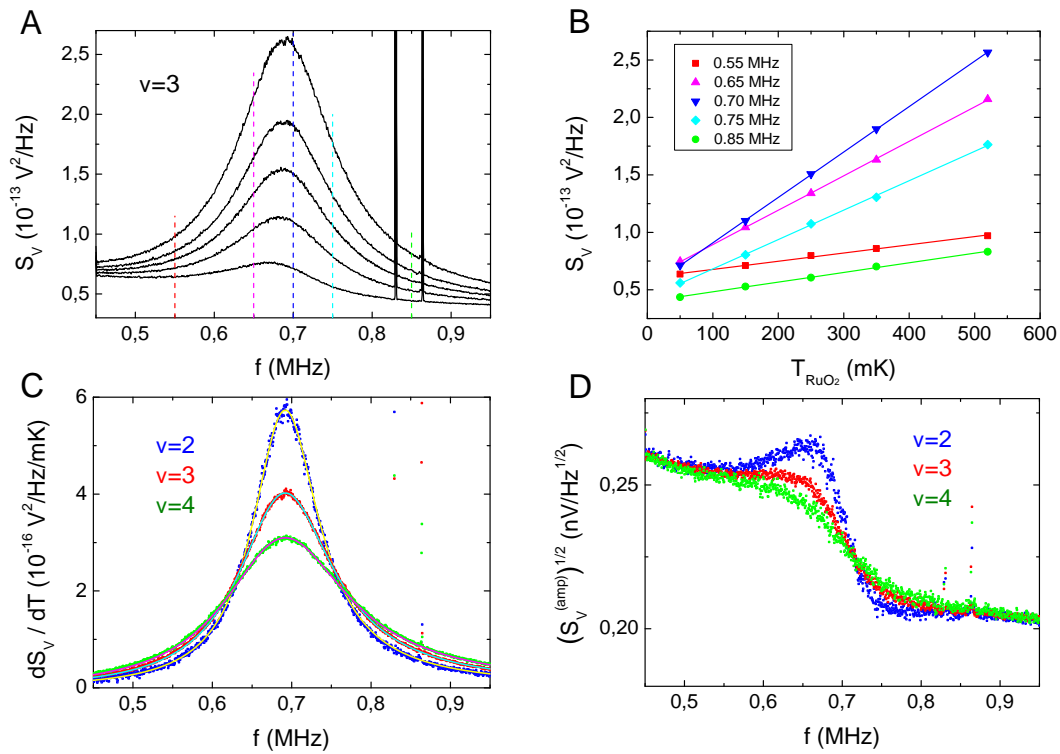 A
ν=3
2,5
2,0
1,5
1,0
0,5
S_V (10^-13 V^2/Hz)
0,5 0,6 0,7 0,8 0,9
f (MHz)
B
0.55 MHz
0.65 MHz
0.70 MHz
0.75 MHz
0.85 MHz
2,5
2,0
1,5
1,0
0,5
0,0
S_V (10^-13 V^2/Hz)
0 100 200 300 400 500 600
T_RuO2 (mK)
C
ν=2
ν=3
ν=4
6
4
2
0
dS_V / dT (10^-16 V^2/Hz/mK)
0,5 0,6 0,7 0,8 0,9
f (MHz)
D
ν=2
ν=3
ν=4
0,25
0,20
(S_V^(amp))^1/2 (nV/Hz^1/2)
0,5 0,6 0,7 0,8 0,9
f (MHz)